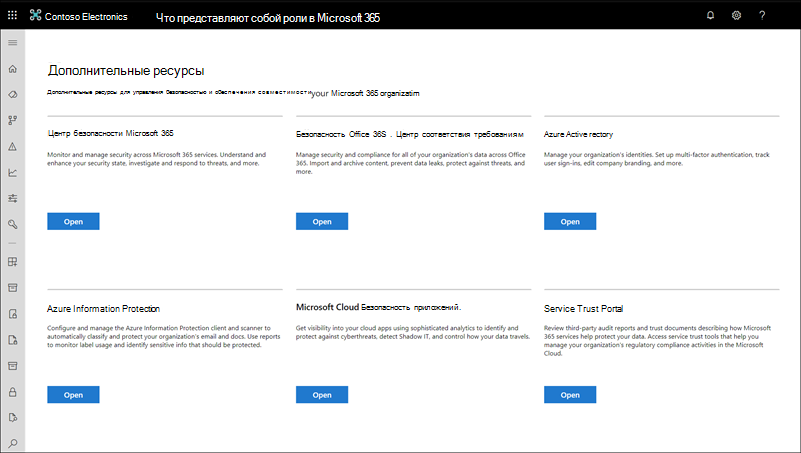 Contoso Electronics
Что представляют собой роли в Microsoft 365
?
Дополнительные ресурсы
Дополнительные ресурсы для управления безопасностью и обеспечения совместимости your Microsoft 365 organizatim
Центр безопасности Microsoft 365
Monitor and manage security across Microsoft 365 services. Understand and
enhance your security state, investigate and respond to threats, and more.
Open
Безопасность Office 36S . Центр соответствия требованиям
Manage security and compliance for all of your organization's data across Office
365. Import and archive content, prevent data leaks, protect against threats, and
more.
Open
Azure Active rectory
Manage your organization's identities. Set up multi-factor authentication, track
user sign-ins, edit company branding, and more.
Open
Azure Information Protection
Configure and manage the Azure Information Protection client and scanner to
automatically classify and protect your organization's email and docs. Use reports
to monitor label usage and identify sensitive info that should be protected.
Open
Microsoft Cloud Безопасность приложений.
Get visibility into your cloud apps using sophisticated analytics to identify and
protect against cyberthreats, detect Shadow IT, and control how your data travels.
Open
Service Trust Portal
Review third-party audit reports and trust documents describing how Microsoft
365 services help protect your data. Access service trust tools that help you
manage your organization's regulatory compliance activities in the Microsoft
Cloud.
Open